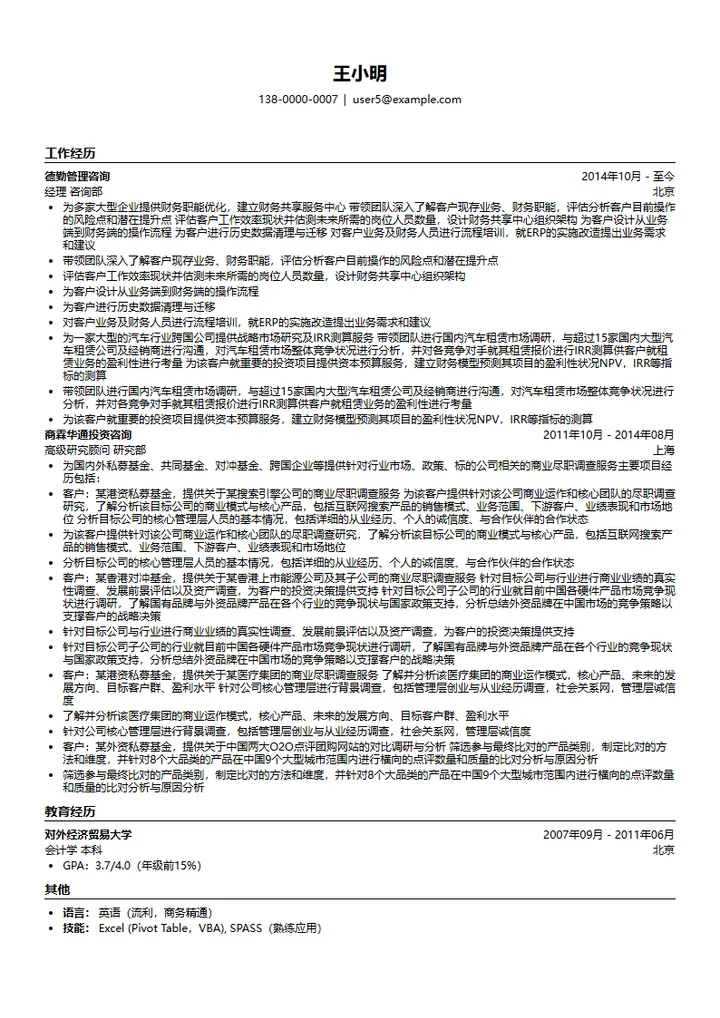 王小明
138-0000-0007 | user5@example.com
工作经历
德勤管理咨询 2014年10月 - 至今
经理 咨询部 北京
• 为多家大型企业提供财务职能优化，建立财务共享服务中心 带领团队深入了解客户现存业务、财务职能，评估分析客户目前操作
的风险点和潜在提升点 评估客户工作效率现状并估测未来所需的岗位人员数量，设计财务共享中心组织架构 为客户设计从业务
端到财务端的操作流程 为客户进行历史数据清理与迁移 对客户业务及财务人员进行流程培训，就ERP的实施改造提出业务需求
和建议
• 带领团队深入了解客户现存业务、财务职能，评估分析客户目前操作的风险点和潜在提升点
• 评估客户工作效率现状并估测未来所需的岗位人员数量，设计财务共享中心组织架构
• 为客户设计从业务端到财务端的操作流程
• 为客户进行历史数据清理与迁移
• 对客户业务及财务人员进行流程培训，就ERP的实施改造提出业务需求和建议
• 为一家大型的汽车行业跨国公司提供战略市场研究及IRR测算服务 带领团队进行国内汽车租赁市场调研，与超过15家国内大型汽
车租赁公司及经销商进行沟通，对汽车租赁市场整体竞争状况进行分析，并对各竞争对手就其租赁报价进行IRR测算供客户就租
赁业务的盈利性进行考量 为该客户就重要的投资项目提供资本预算服务，建立财务模型预测其项目的盈利性状况NPV，IRR等指
标的测算
• 带领团队进行国内汽车租赁市场调研，与超过15家国内大型汽车租赁公司及经销商进行沟通，对汽车租赁市场整体竞争状况进行
分析，并对各竞争对手就其租赁报价进行IRR测算供客户就租赁业务的盈利性进行考量
• 为该客户就重要的投资项目提供资本预算服务，建立财务模型预测其项目的盈利性状况NPV，IRR等指标的测算
商霖华通投资咨询 2011年10月 - 2014年08月
高级研究顾问 研究部 上海
• 为国内外私募基金、共同基金、对冲基金、跨国企业等提供针对行业市场、政策、标的公司相关的商业尽职调查服务主要项目经
历包括：
• 客户：某港资私募基金，提供关于某搜索引擎公司的商业尽职调查服务 为该客户提供针对该公司商业运作和核心团队的尽职调查
研究，了解分析该目标公司的商业模式与核心产品，包括互联网搜索产品的销售模式、业务范围、下游客户、业绩表现和市场地
位 分析目标公司的核心管理层人员的基本情况，包括详细的从业经历、个人的诚信度、与合作伙伴的合作状态
• 为该客户提供针对该公司商业运作和核心团队的尽职调查研究，了解分析该目标公司的商业模式与核心产品，包括互联网搜索产
品的销售模式、业务范围、下游客户、业绩表现和市场地位
• 分析目标公司的核心管理层人员的基本情况，包括详细的从业经历、个人的诚信度、与合作伙伴的合作状态
• 客户：某香港对冲基金，提供关于某香港上市能源公司及其子公司的商业尽职调查服务 针对目标公司与行业进行商业业绩的真实
性调查、发展前景评估以及资产调查，为客户的投资决策提供支持 针对目标公司子公司的行业就目前中国各硬件产品市场竞争现
状进行调研，了解国有品牌与外资品牌产品在各个行业的竞争现状与国家政策支持，分析总结外资品牌在中国市场的竞争策略以
支撑客户的战略决策
• 针对目标公司与行业进行商业业绩的真实性调查、发展前景评估以及资产调查，为客户的投资决策提供支持
• 针对目标公司子公司的行业就目前中国各硬件产品市场竞争现状进行调研，了解国有品牌与外资品牌产品在各个行业的竞争现状
与国家政策支持，分析总结外资品牌在中国市场的竞争策略以支撑客户的战略决策
• 客户：某港资私募基金，提供关于某医疗集团的商业尽职调查服务 了解并分析该医疗集团的商业运作模式，核心产品、未来的发
展方向、目标客户群、盈利水平 针对公司核心管理层进行背景调查，包括管理层创业与从业经历调查，社会关系网，管理层诚信
度
• 了解并分析该医疗集团的商业运作模式，核心产品、未来的发展方向、目标客户群、盈利水平
• 针对公司核心管理层进行背景调查，包括管理层创业与从业经历调查，社会关系网，管理层诚信度
• 客户：某外资私募基金，提供关于中国两大O2O点评团购网站的对比调研与分析 筛选参与最终比对的产品类别，制定比对的方
法和维度，并针对8个大品类的产品在中国9个大型城市范围内进行横向的点评数量和质量的比对分析与原因分析
• 筛选参与最终比对的产品类别，制定比对的方法和维度，并针对8个大品类的产品在中国9个大型城市范围内进行横向的点评数量
和质量的比对分析与原因分析
教育经历
对外经济贸易大学 2007年09月 - 2011年06月
会计学 本科 北京
• GPA：3.7/4.0（年级前15%）
其他
• 语言： 英语（流利，商务精通）
• 技能： Excel (Pivot Table，VBA), SPASS（熟练应用）